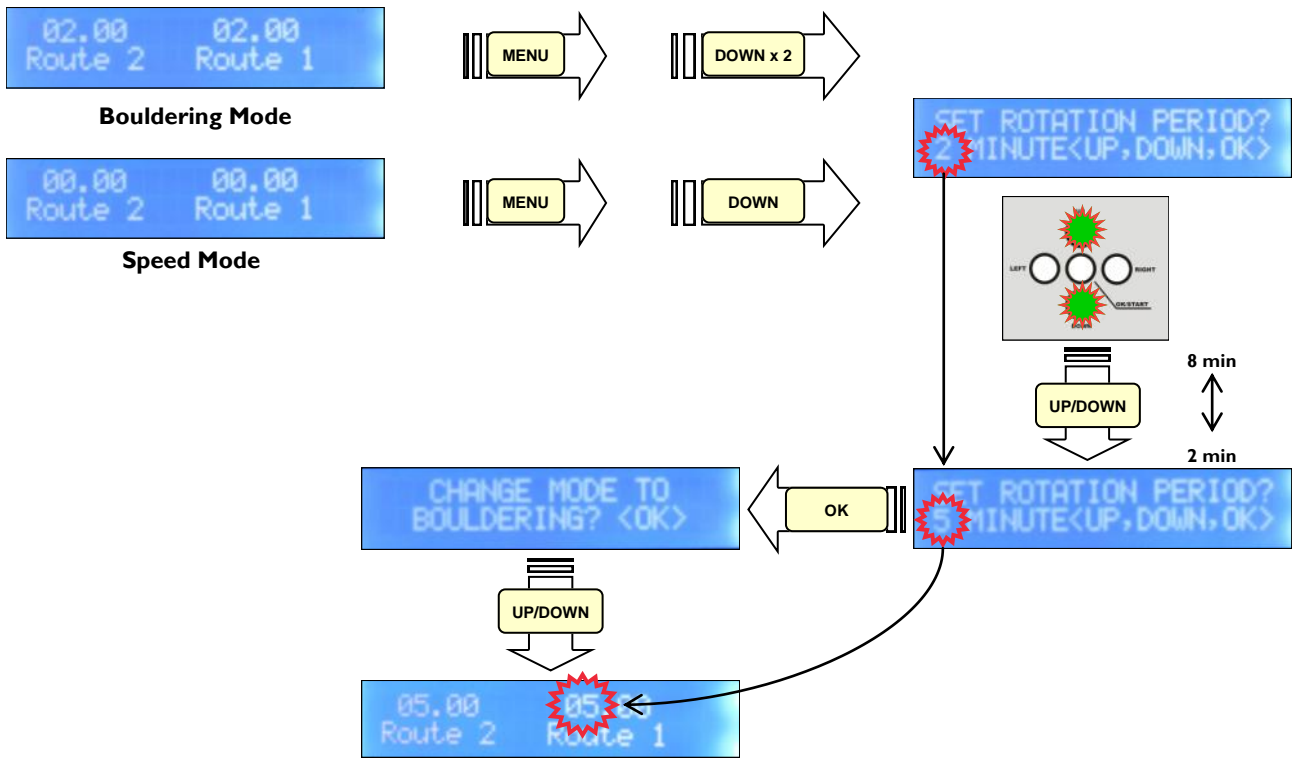 02.00 02.00
Route 2 Route 1
Bouldering Mode
MENU
DOWN x 2
SET ROTATION PERIOD?
2 MINUTE<UP,DOWN,OK>
00.00 00.00
Route 2 Route 1
Speed Mode
MENU
DOWN
LEFT
RIGHT
OK/START
DOWN
UP/DOWN
8 min
2 min
SET ROTATION PERIOD?
5 MINUTE<UP,DOWN,OK>
OK
CHANGE MODE TO
BOULDERING? <OK>
UP/DOWN
05.00 05.00
Route 2 Route 1